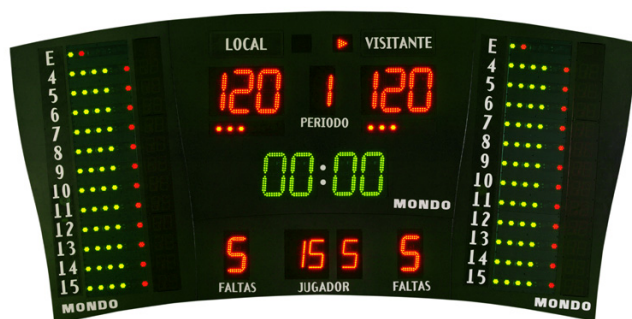 LOCAL VISITANTE
E E
4 120 1 120 4
5 5
6 PERIODO 6
7 7
8 8
9 00:00 9
10 10
11 MONDO 11
12 12
13 5 15 5 5 13
14 14
15 FALTAS JUGADOR FALTAS 15
MONDO MONDO